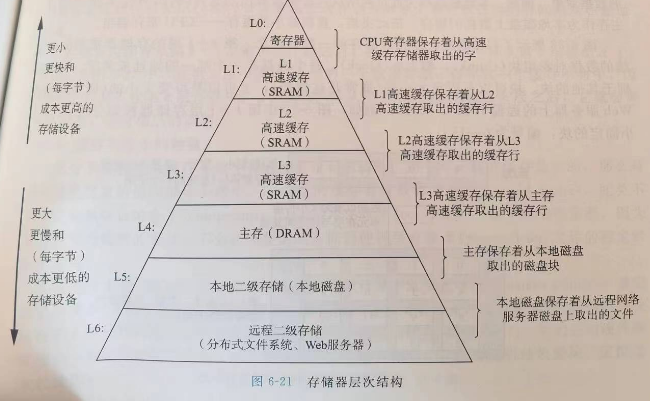 L0:
寄存器
CPU寄存器保存着从高速
缓存存储器取出的字
更小
更快和
(每字节)
成本更高的
存储设备
L1:
L1
高速缓存
(SRAM)
L1高速缓存保存着从L2
高速缓存取出的缓存行
L2:
L2
高速缓存
(SRAM)
L2高速缓存保存着从L3
高速缓存取出的缓存行
L3:
L3
高速缓存
(SRAM)
L3高速缓存保存着从主存
高速缓存取出的缓存行
更大
更慢和
(每字节)
成本更低的
存储设备
L4:
主存(DRAM)
主存保存着从本地磁盘
取出的磁盘块
L5:
本地二级存储(本地磁盘)
本地磁盘保存着从远程网络
服务器磁盘上取出的文件
L6:
远程二级存储
(分布式文件系统、Web服务器)
图 6-21 存储器层次结构